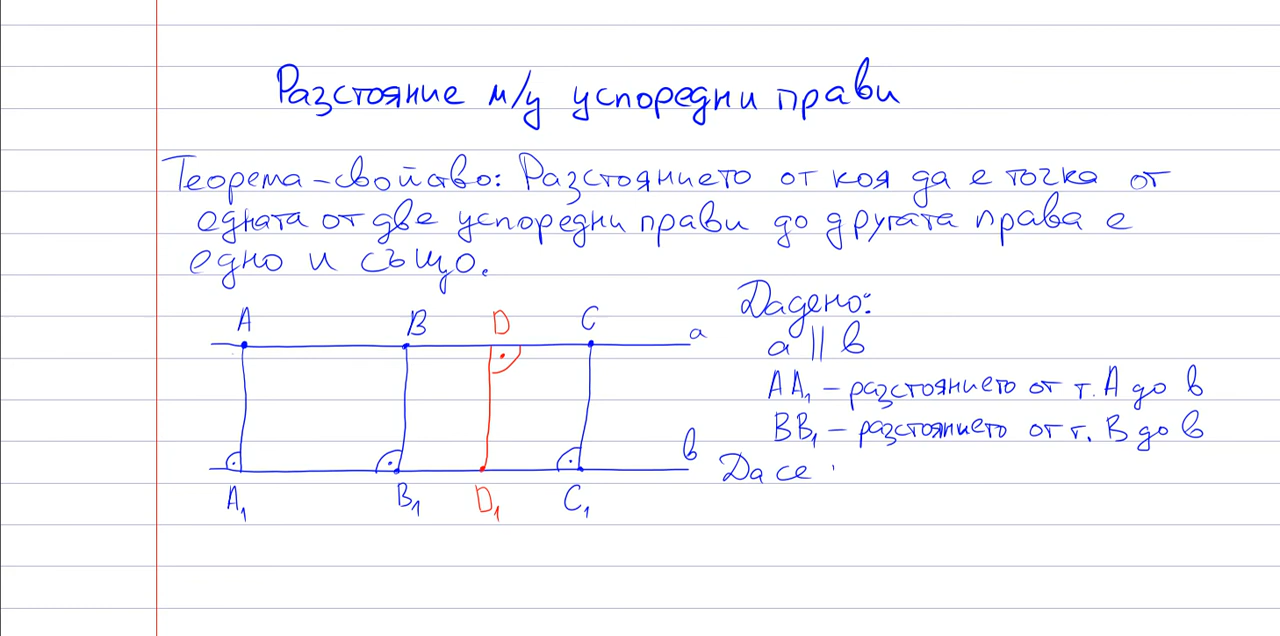 Разстояние м/у успоредни прави
Теорема-свойство: Разстоянието от коя да е точка от
едната от две успоредни прави до другата права е
едно и също.
Дадено:
A B D C a
a || в
AA₁ – разстоянието от т. A до в
BB₁ – разстоянието от т. B до в
в
Да се
A₁ B₁ D₁ C₁